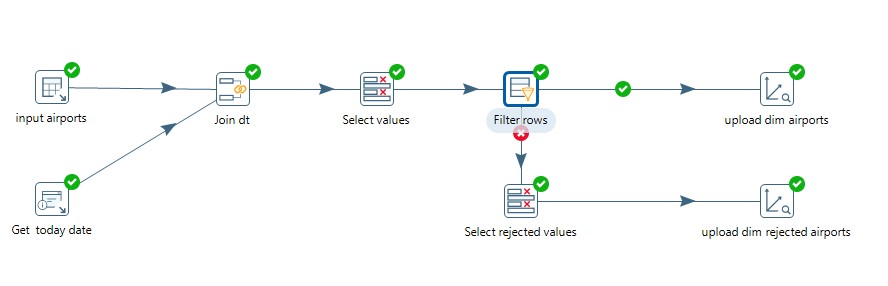 input airports
Join dt
Select values
Filter rows
upload dim airports
Get today date
Select rejected values
upload dim rejected airports